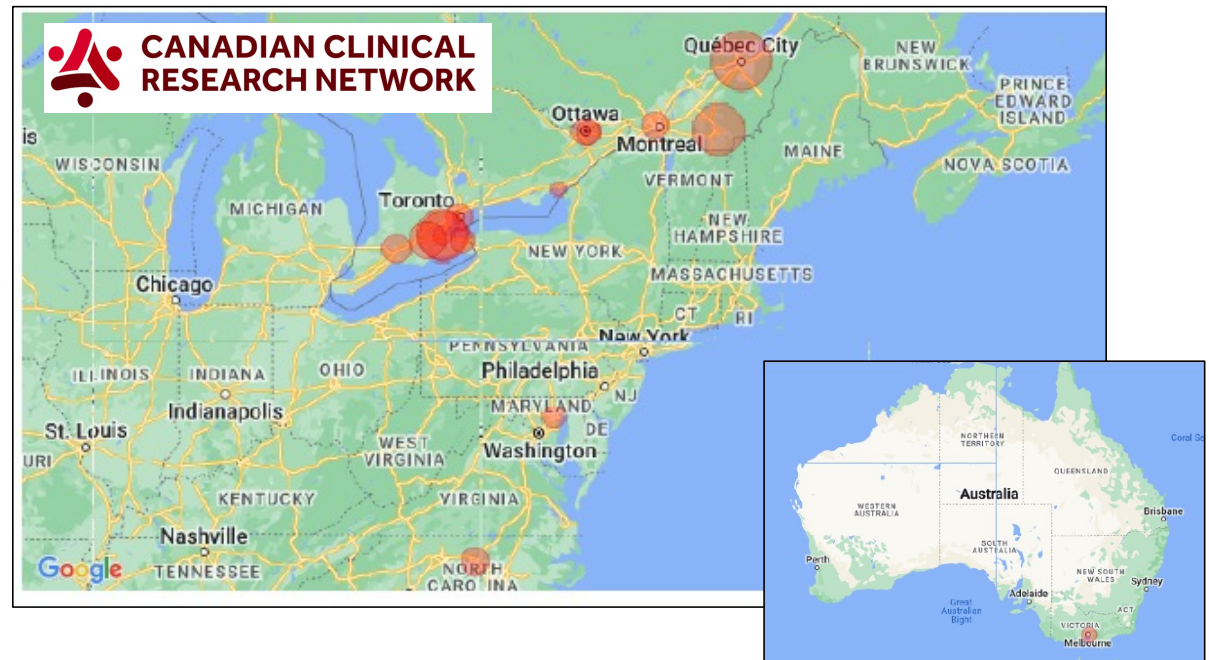 CANADIAN CLINICAL
RESEARCH NETWORK
Québec City
NEW
BRUNSWICK
PRINCE
EDWARD
ISLAND
NOVA SCOTIA
Ottawa
Montreal
MAINE
is
WISCONSIN
VERMONT
Toronto
MICHIGAN
NEW
HAMPSHIRE
NEW YORK
MASSACHUSETTS
Chicago
CT
RI
New York
PENNSYLVANIA
Philadelphia
ILLINOIS
INDIANA
OHIO
NJ
Indianapolis
MARYLAND
St. Louis
DE
WEST
VIRGINIA
Washington
URI
KENTUCKY
VIRGINIA
Nashville
Google
TENNESSEE
NORTH
CAROLINA
NORTHERN
TERRITORY
Coral Se
QUEENSLAND
Australia
WESTERN
AUSTRALIA
Brisbane
SOUTH
AUSTRALIA
Perth
NEW SOUTH
WALES
Sydney
Adelaide
Great
Australian
Bight
ACT
VICTORIA
Melbourne